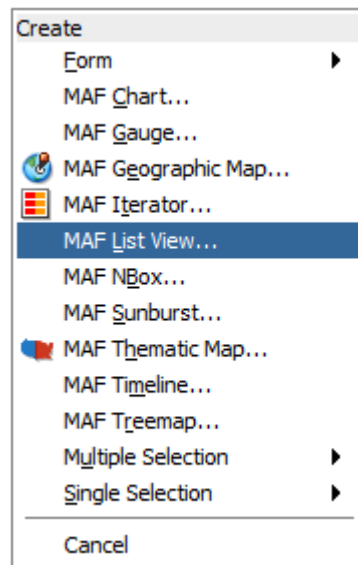 Create
Form
MAF Chart...
MAF Gauge...
MAF Geographic Map...
MAF Iterator...
MAF List View...
MAF NBox...
MAF Sunburst...
MAF Thematic Map...
MAF Timeline...
MAF Treemap...
Multiple Selection
Single Selection
Cancel